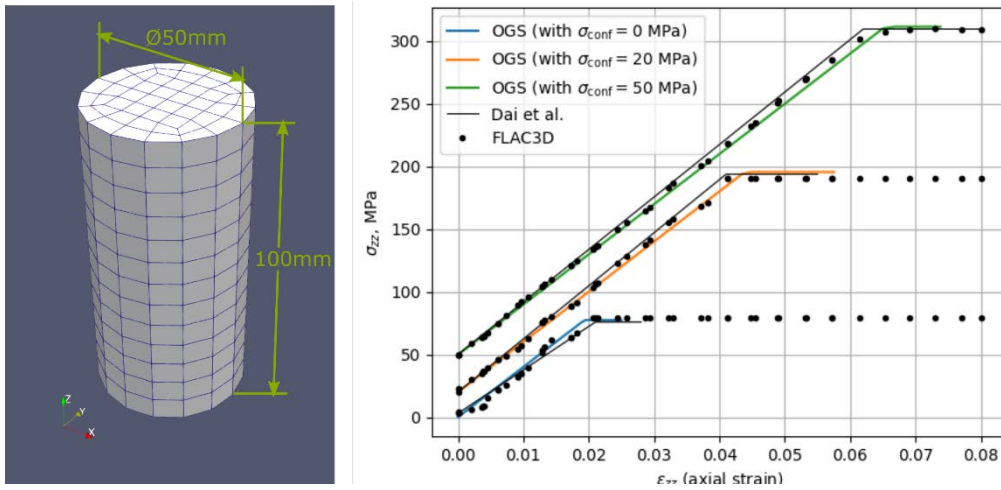 Ø50mm
100mm
Z
Y
X
OGS (with σconf = 0 MPa)
OGS (with σconf = 20 MPa)
OGS (with σconf = 50 MPa)
Dai et al.
FLAC3D
σzz, MPa
300
250
200
150
100
50
0
0.00 0.01 0.02 0.03 0.04 0.05 0.06 0.07 0.08
εzz (axial strain)